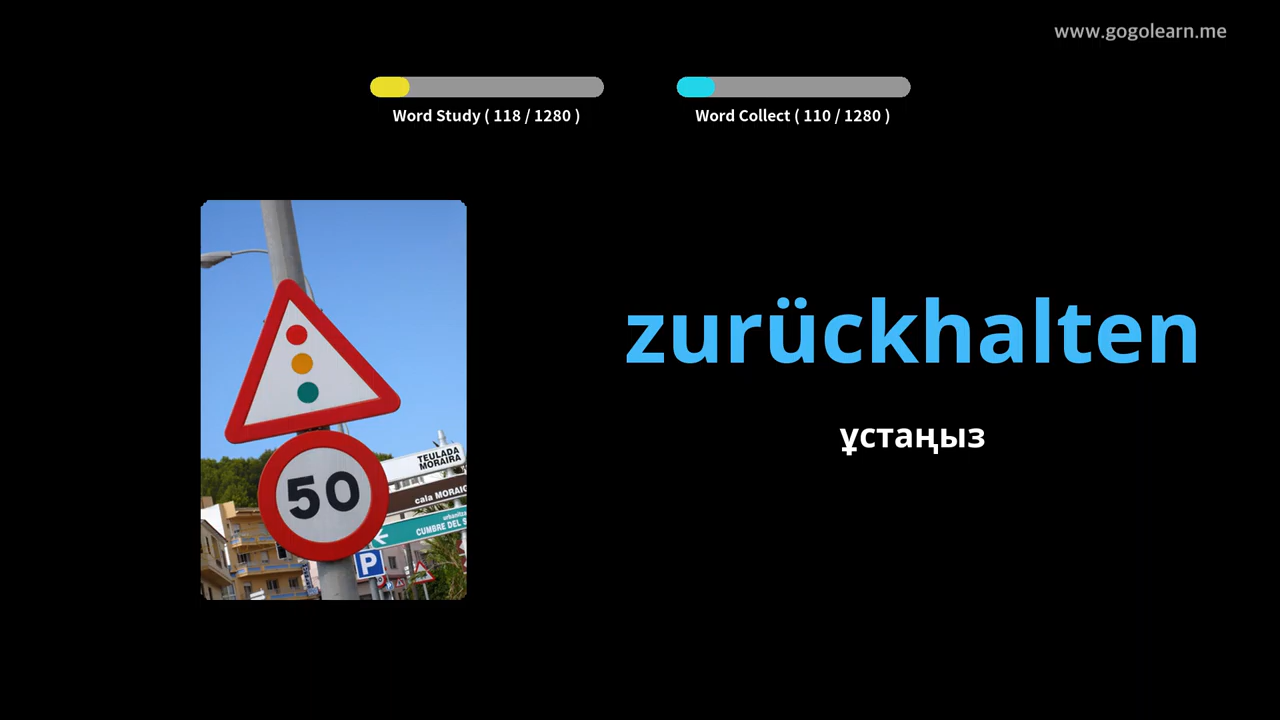 www.gogolearn.me
Word Study ( 118 / 1280 )
Word Collect ( 110 / 1280 )
zurückhalten
ұстаңыз
TEULADA
MORAIRA
cala MORAIG
CUMBRE DEL S
50
P